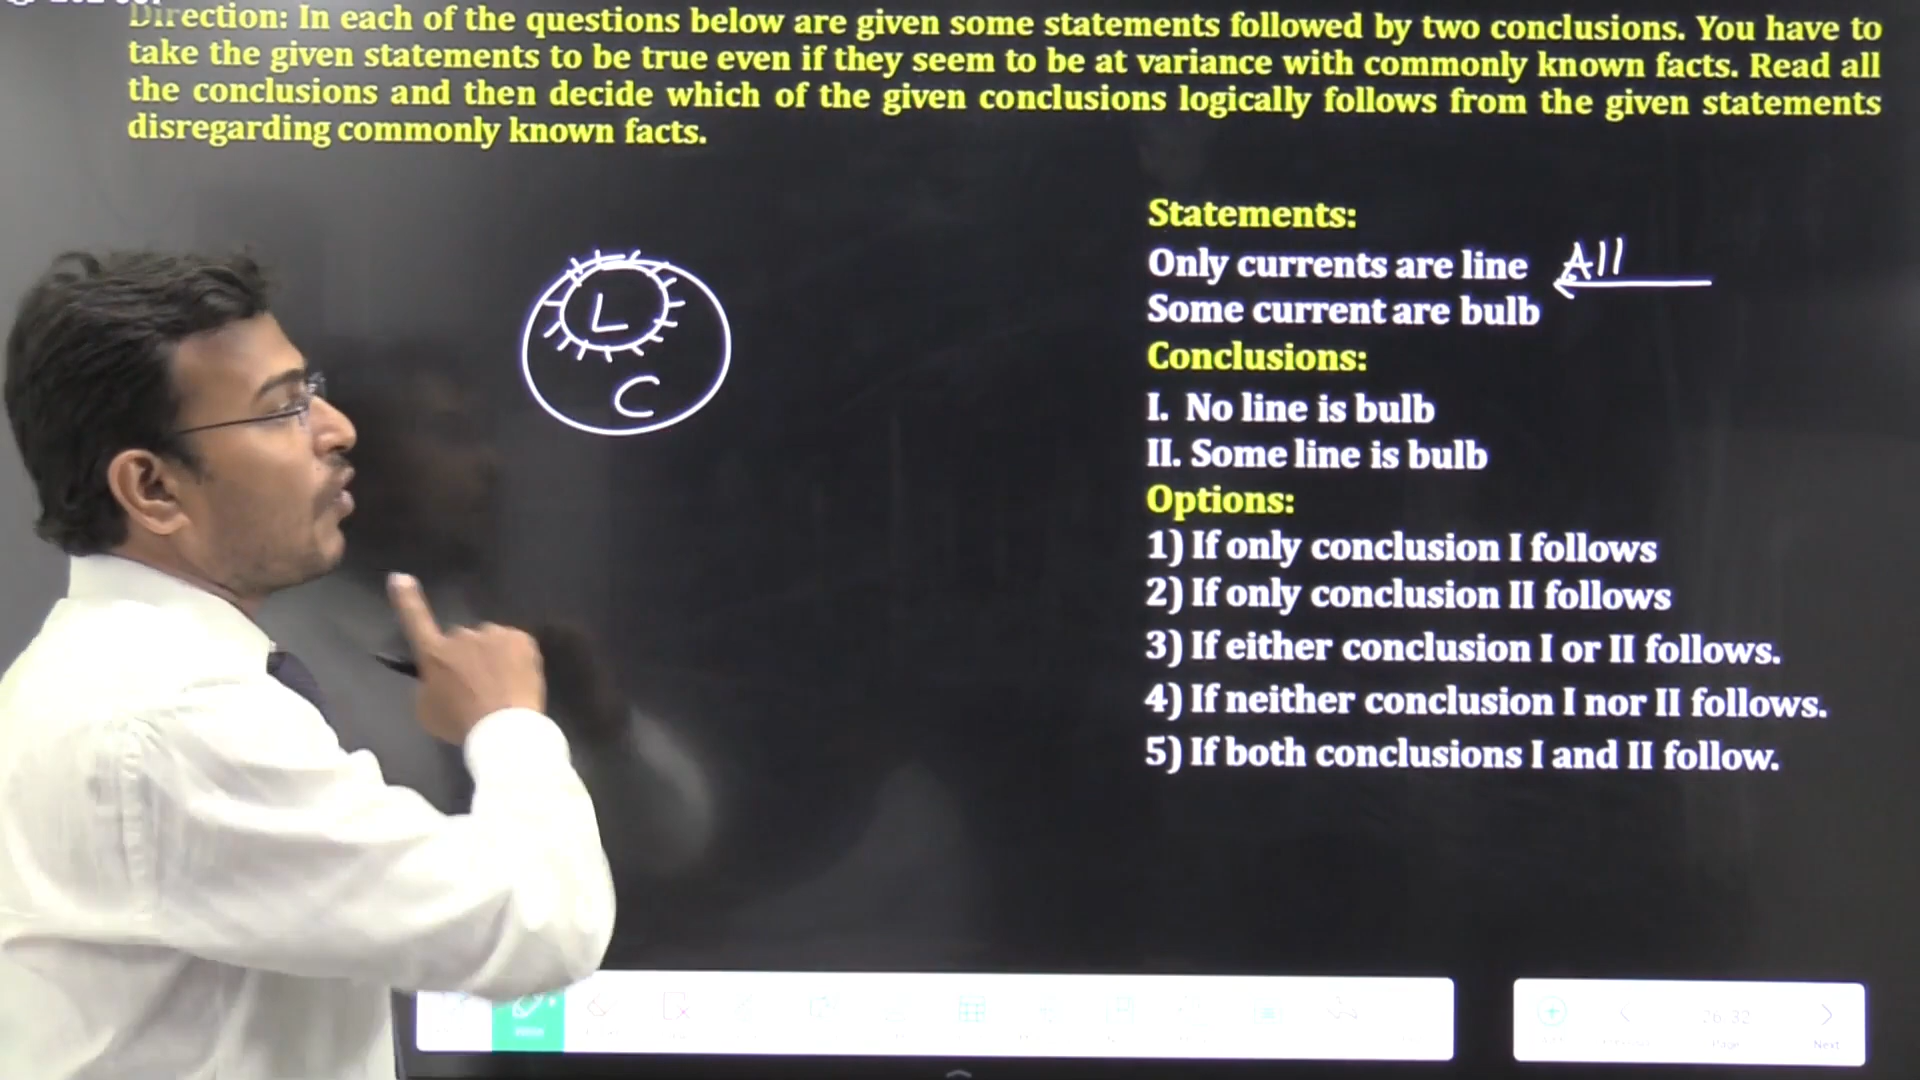 Direction: In each of the questions below are given some statements followed by two conclusions. You have to
take the given statements to be true even if they seem to be at variance with commonly known facts. Read all
the conclusions and then decide which of the given conclusions logically follows from the given statements
disregarding commonly known facts.
Statements:
Only currents are line All
Some current are bulb
Conclusions:
I. No line is bulb
II. Some line is bulb
Options:
1) If only conclusion I follows
2) If only conclusion II follows
3) If either conclusion I or II follows.
4) If neither conclusion I nor II follows.
5) If both conclusions I and II follow.
L
C
26/32
Page
Next